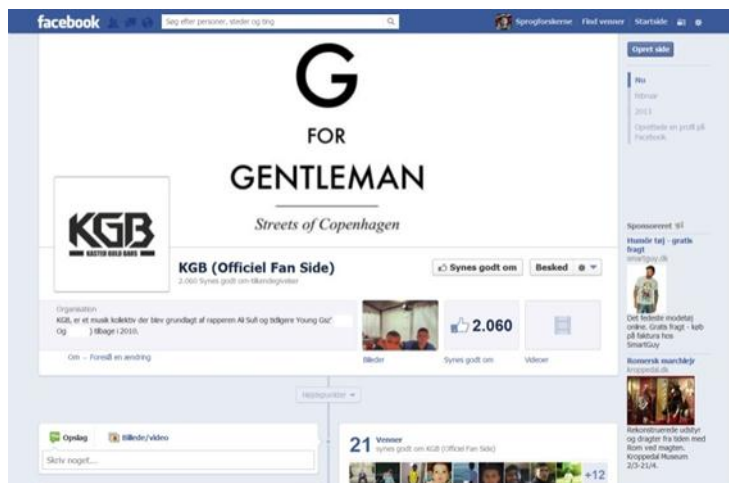 facebook
Søg efter personer, steder og ting
Sprogforskerne Find venner Startside
G
FOR
GENTLEMAN
Streets of Copenhagen
KGB
KASTER GULD BARS
KGB (Officiel Fan Side)
2.060 Synes godt om-tilkendegivelser
Synes godt om
Besked
Organisation
KGB, er et musik kollektiv der blev grundlagt af rapperen Ali Sufi og tidligere Young Gaz'
Og ) tilbage i 2010.
Om – Foreslå en ændring
Billeder
2.060
Synes godt om
Videoer
Højdepunkter
Opslag
Billede/video
Skriv noget...
21 Venner
synes godt om KGB (Officiel Fan Side)
+12
Opret side
Nu
februar
2011
Oprettede en profil på
Facebook
Sponsoreret
Humör tøj - gratis
fragt
smartguy.dk
Det fedeste modetøj
online. Gratis fragt - køb
på faktura hos
SmartGuy
Romersk marchlejr
kroppedal.dk
Rekonstruerede udstyr
og dragter fra tiden med
Rom ved magten.
Kroppedal Museum
2/3-21/4.